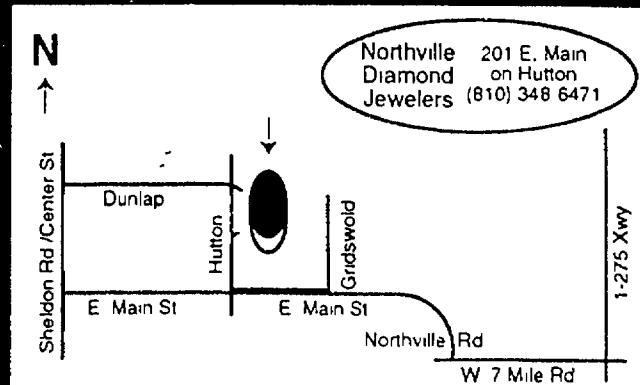 N
Northville 201 E. Main
Diamond on Hutton
Jewelers (810) 348 6471
Sheldon Rd /Center St
Dunlap
Hutton
Gridswold
1-275 Xwy
E Main St
E Main St
Northville Rd
W 7 Mile Rd